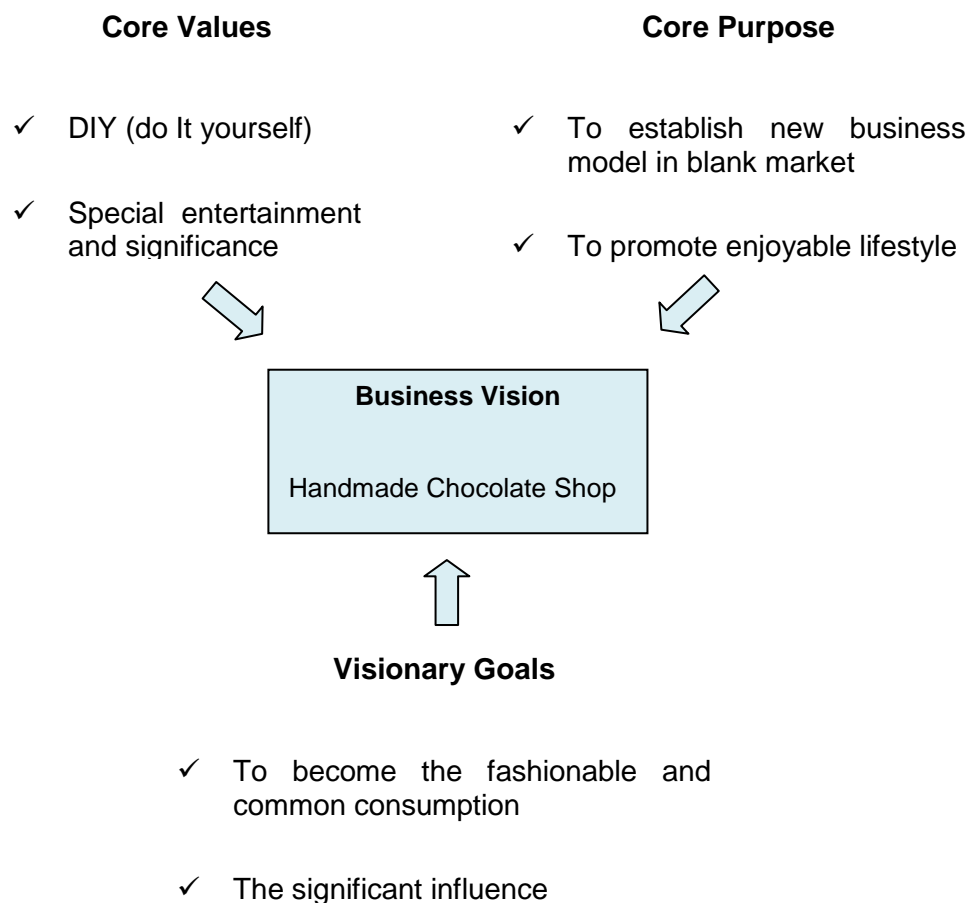 Core Values
✓ DIY (do It yourself)
✓ Special entertainment
and significance
Core Purpose
✓ To establish new business
model in blank market
✓ To promote enjoyable lifestyle
Business Vision
Handmade Chocolate Shop
Visionary Goals
✓ To become the fashionable and
common consumption
✓ The significant influence